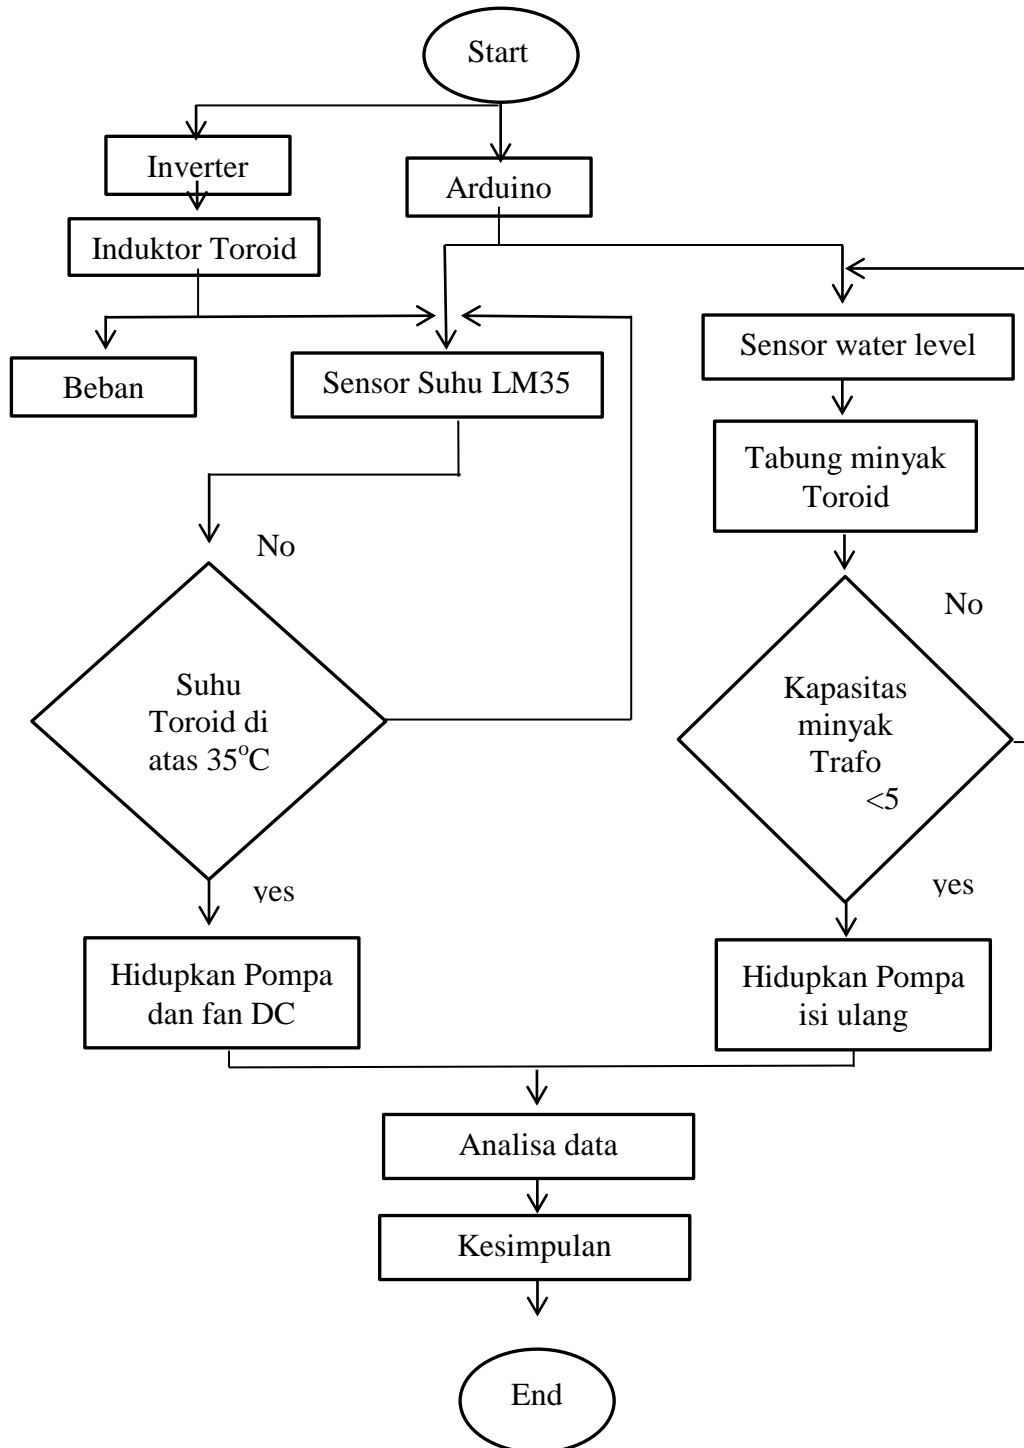 Start
Inverter
Arduino
Induktor Toroid
Beban
Sensor Suhu LM35
Sensor water level
Tabung minyak
Toroid
No
Suhu
Toroid di
atas 35°C
No
Kapasitas
minyak
Trafo
<5
yes
yes
Hidupkan Pompa
dan fan DC
Hidupkan Pompa
isi ulang
Analisa data
Kesimpulan
End